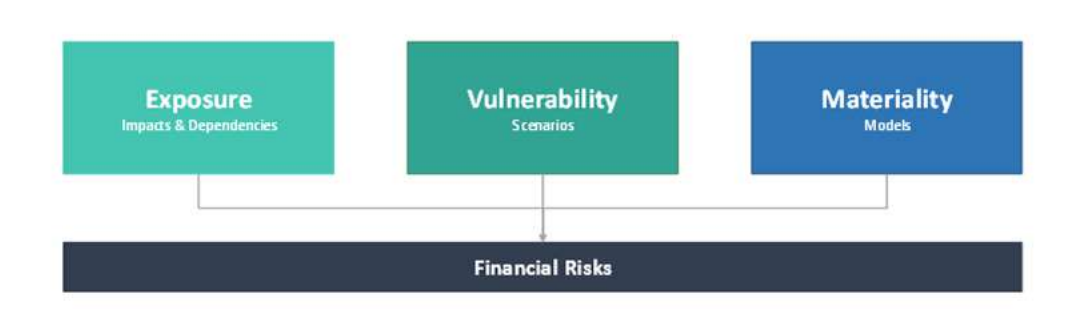 Exposure
Impacts & Dependencies
Vulnerability
Scenarios
Materiality
Models
Financial Risks